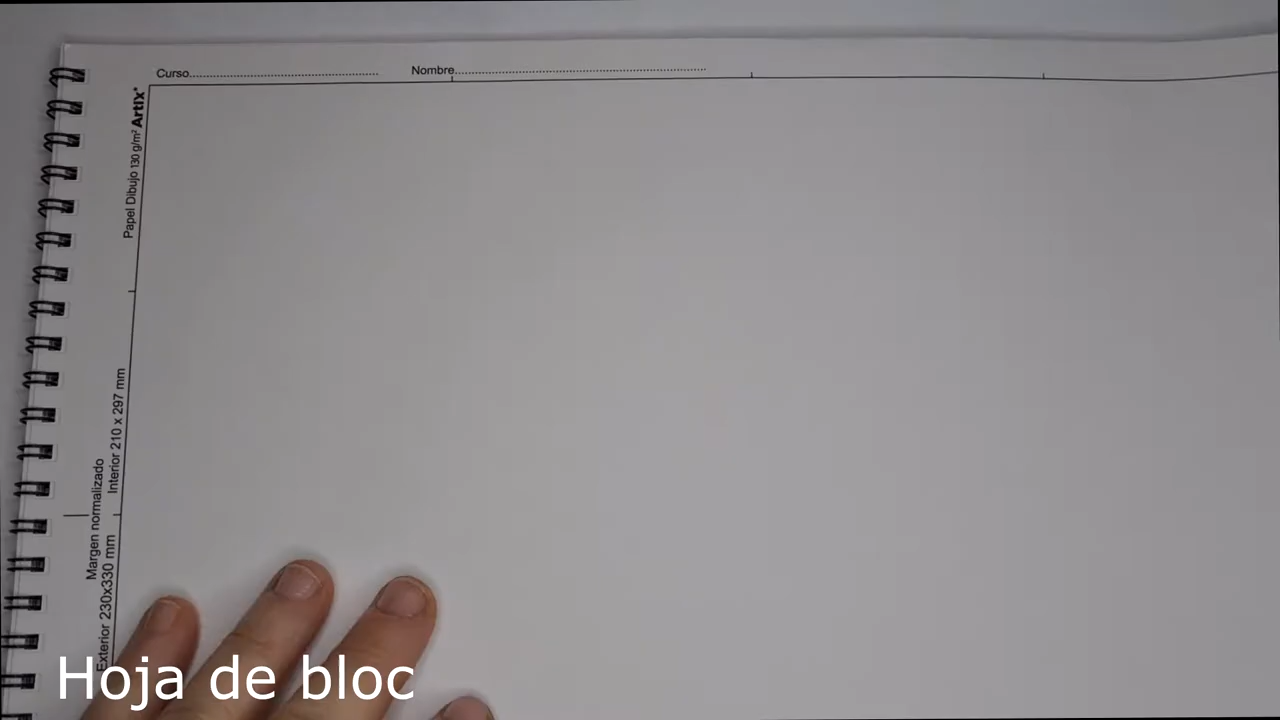 Curso
Nombre
Papel Dibujo 130 g/m² Artix®
Interior 210 x 297 mm
Margen normalizado
Exterior 230x330 mm
Hoja de bloc